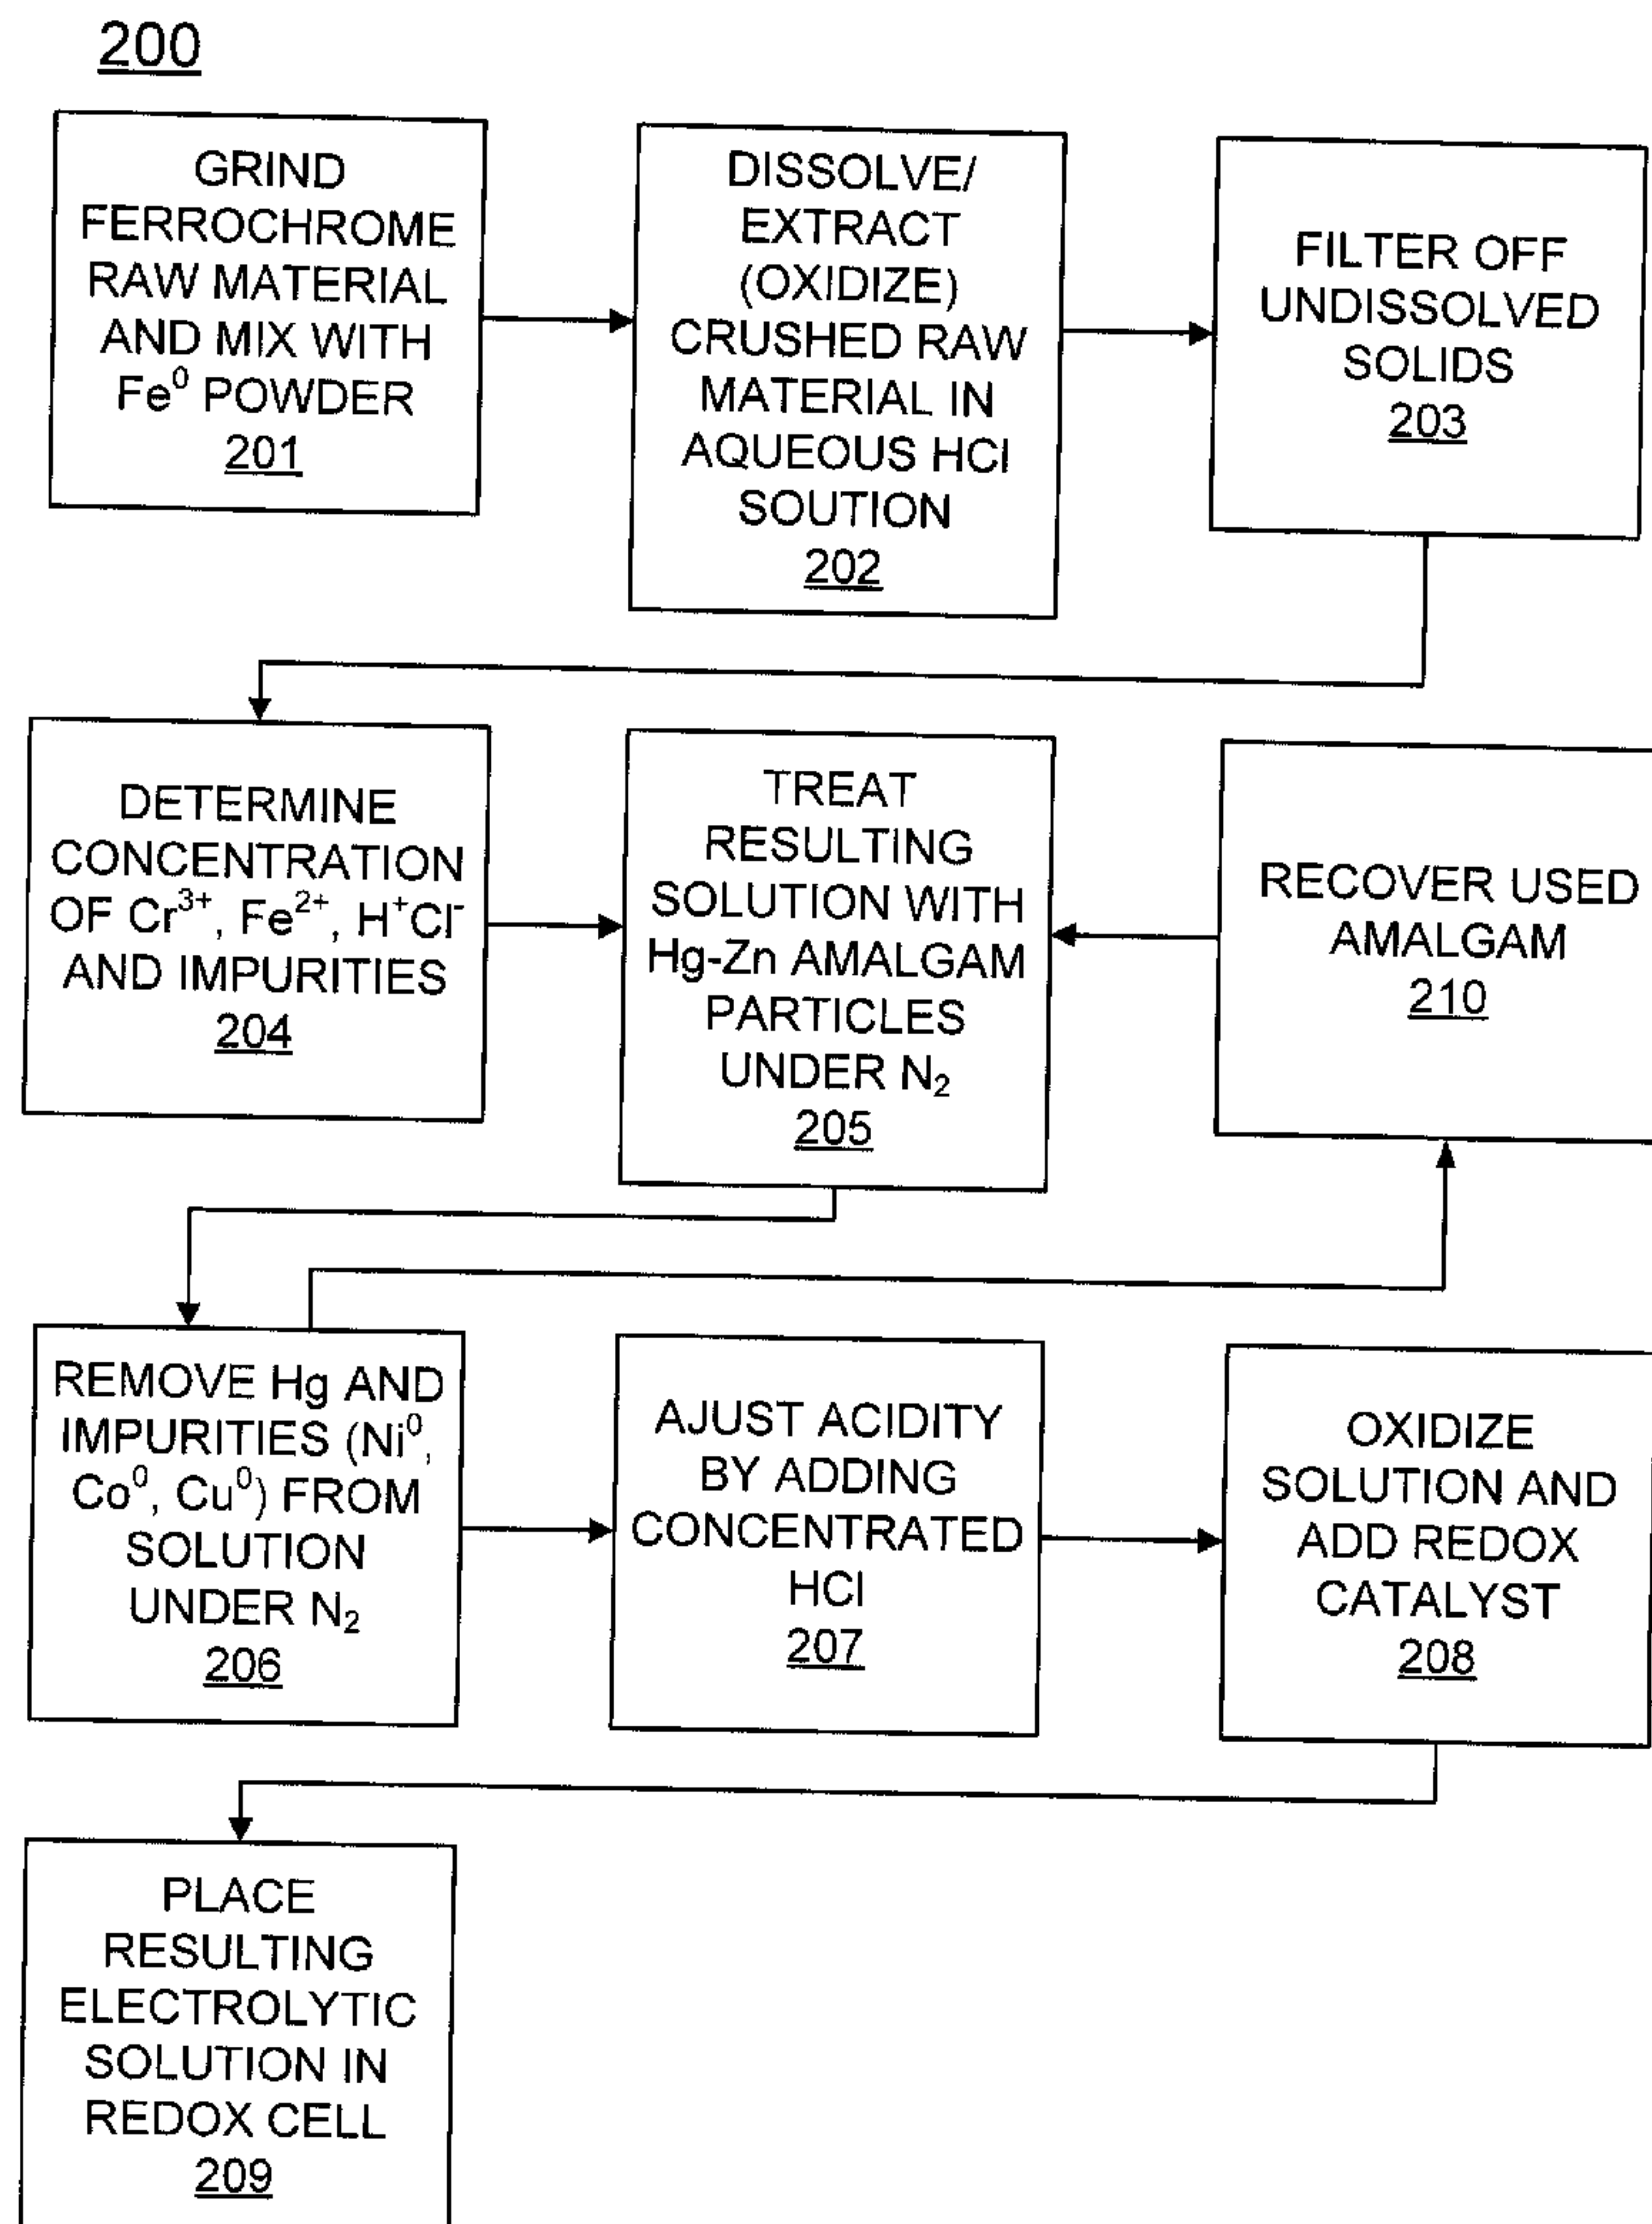 200
GRIND
FERROCHROME
RAW MATERIAL
AND MIX WITH
Fe⁰ POWDER
201
DISSOLVE/
EXTRACT
(OXIDIZE)
CRUSHED RAW
MATERIAL IN
AQUEOUS HCl
SOUTION
202
FILTER OFF
UNDISSOLVED
SOLIDS
203
DETERMINE
CONCENTRATION
OF Cr³⁺, Fe²⁺, H⁺Cl⁻
AND IMPURITIES
204
TREAT
RESULTING
SOLUTION WITH
Hg-Zn AMALGAM
PARTICLES
UNDER N₂
205
RECOVER USED
AMALGAM
210
REMOVE Hg AND
IMPURITIES (Ni⁰,
Co⁰, Cu⁰) FROM
SOLUTION
UNDER N₂
206
AJUST ACIDITY
BY ADDING
CONCENTRATED
HCl
207
OXIDIZE
SOLUTION AND
ADD REDOX
CATALYST
208
PLACE
RESULTING
ELECTROLYTIC
SOLUTION IN
REDOX CELL
209